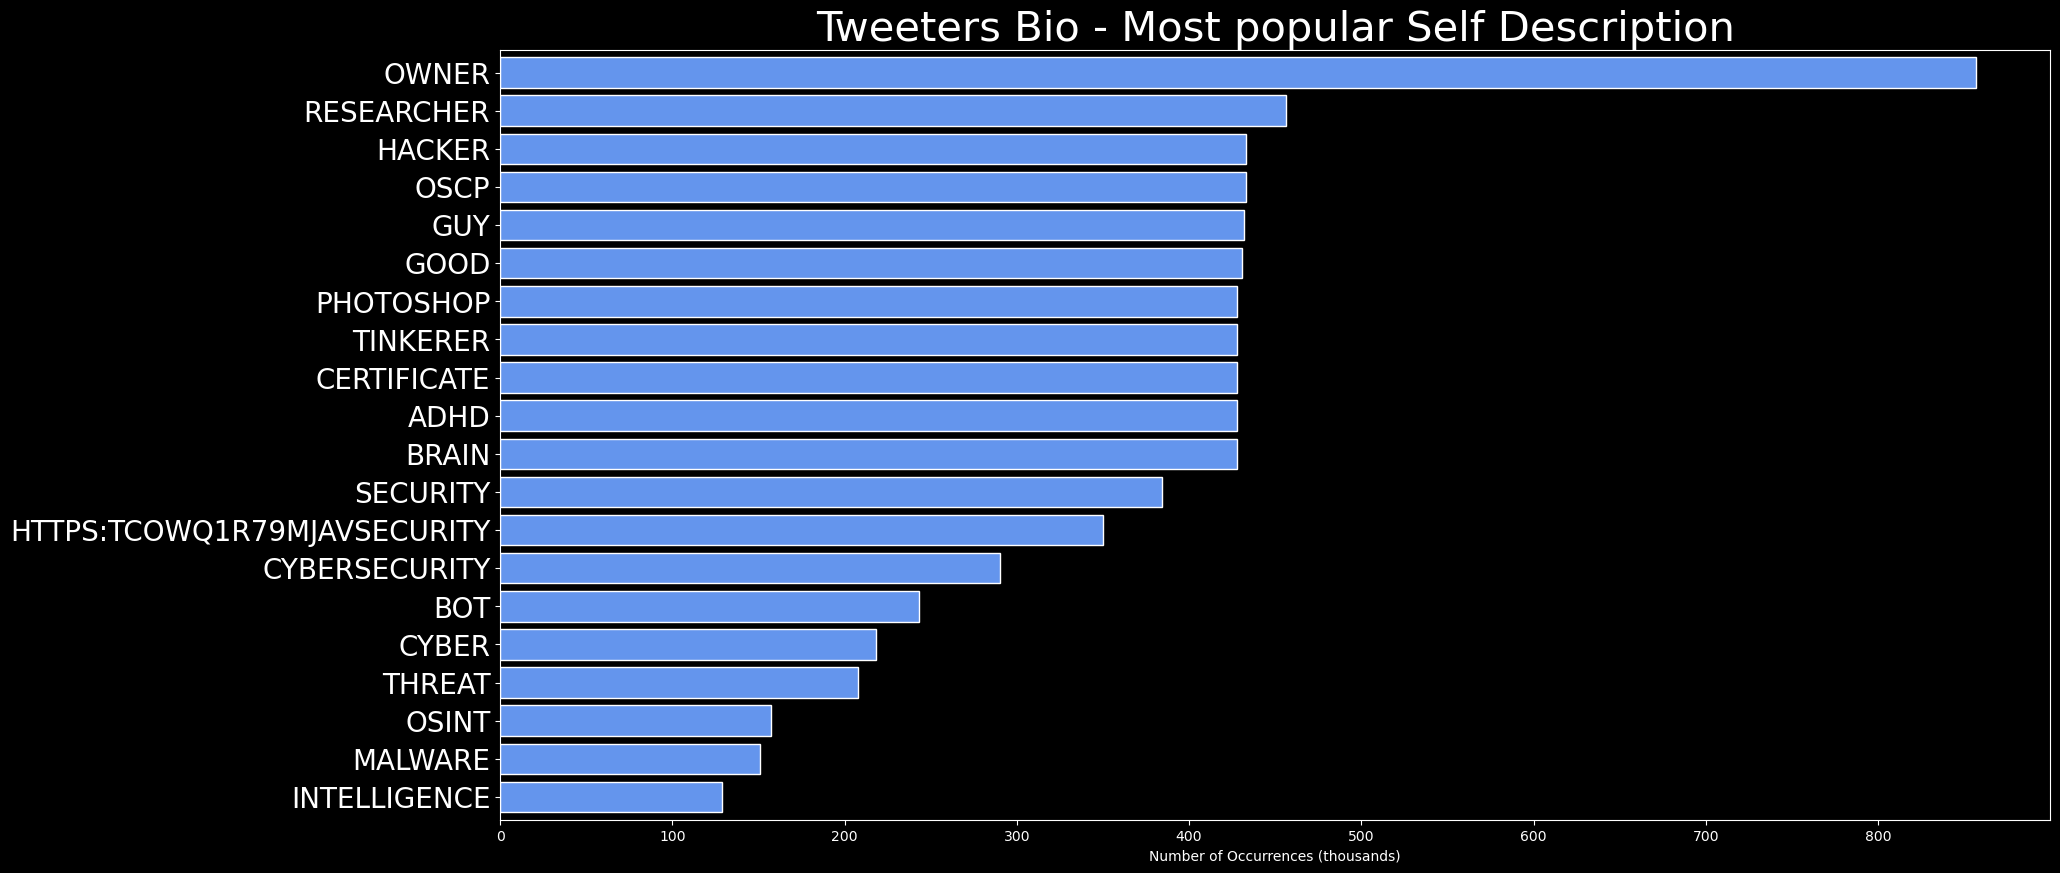 Tweeters Bio - Most popular Self Description
OWNER
RESEARCHER
HACKER
OSCP
GUY
GOOD
PHOTOSHOP
TINKERER
CERTIFICATE
ADHD
BRAIN
SECURITY
HTTPS:TCOWQ1R79MJAVSECURITY
CYBERSECURITY
BOT
CYBER
THREAT
OSINT
MALWARE
INTELLIGENCE
0 100 200 300 400 500 600 700 800
Number of Occurrences (thousands)